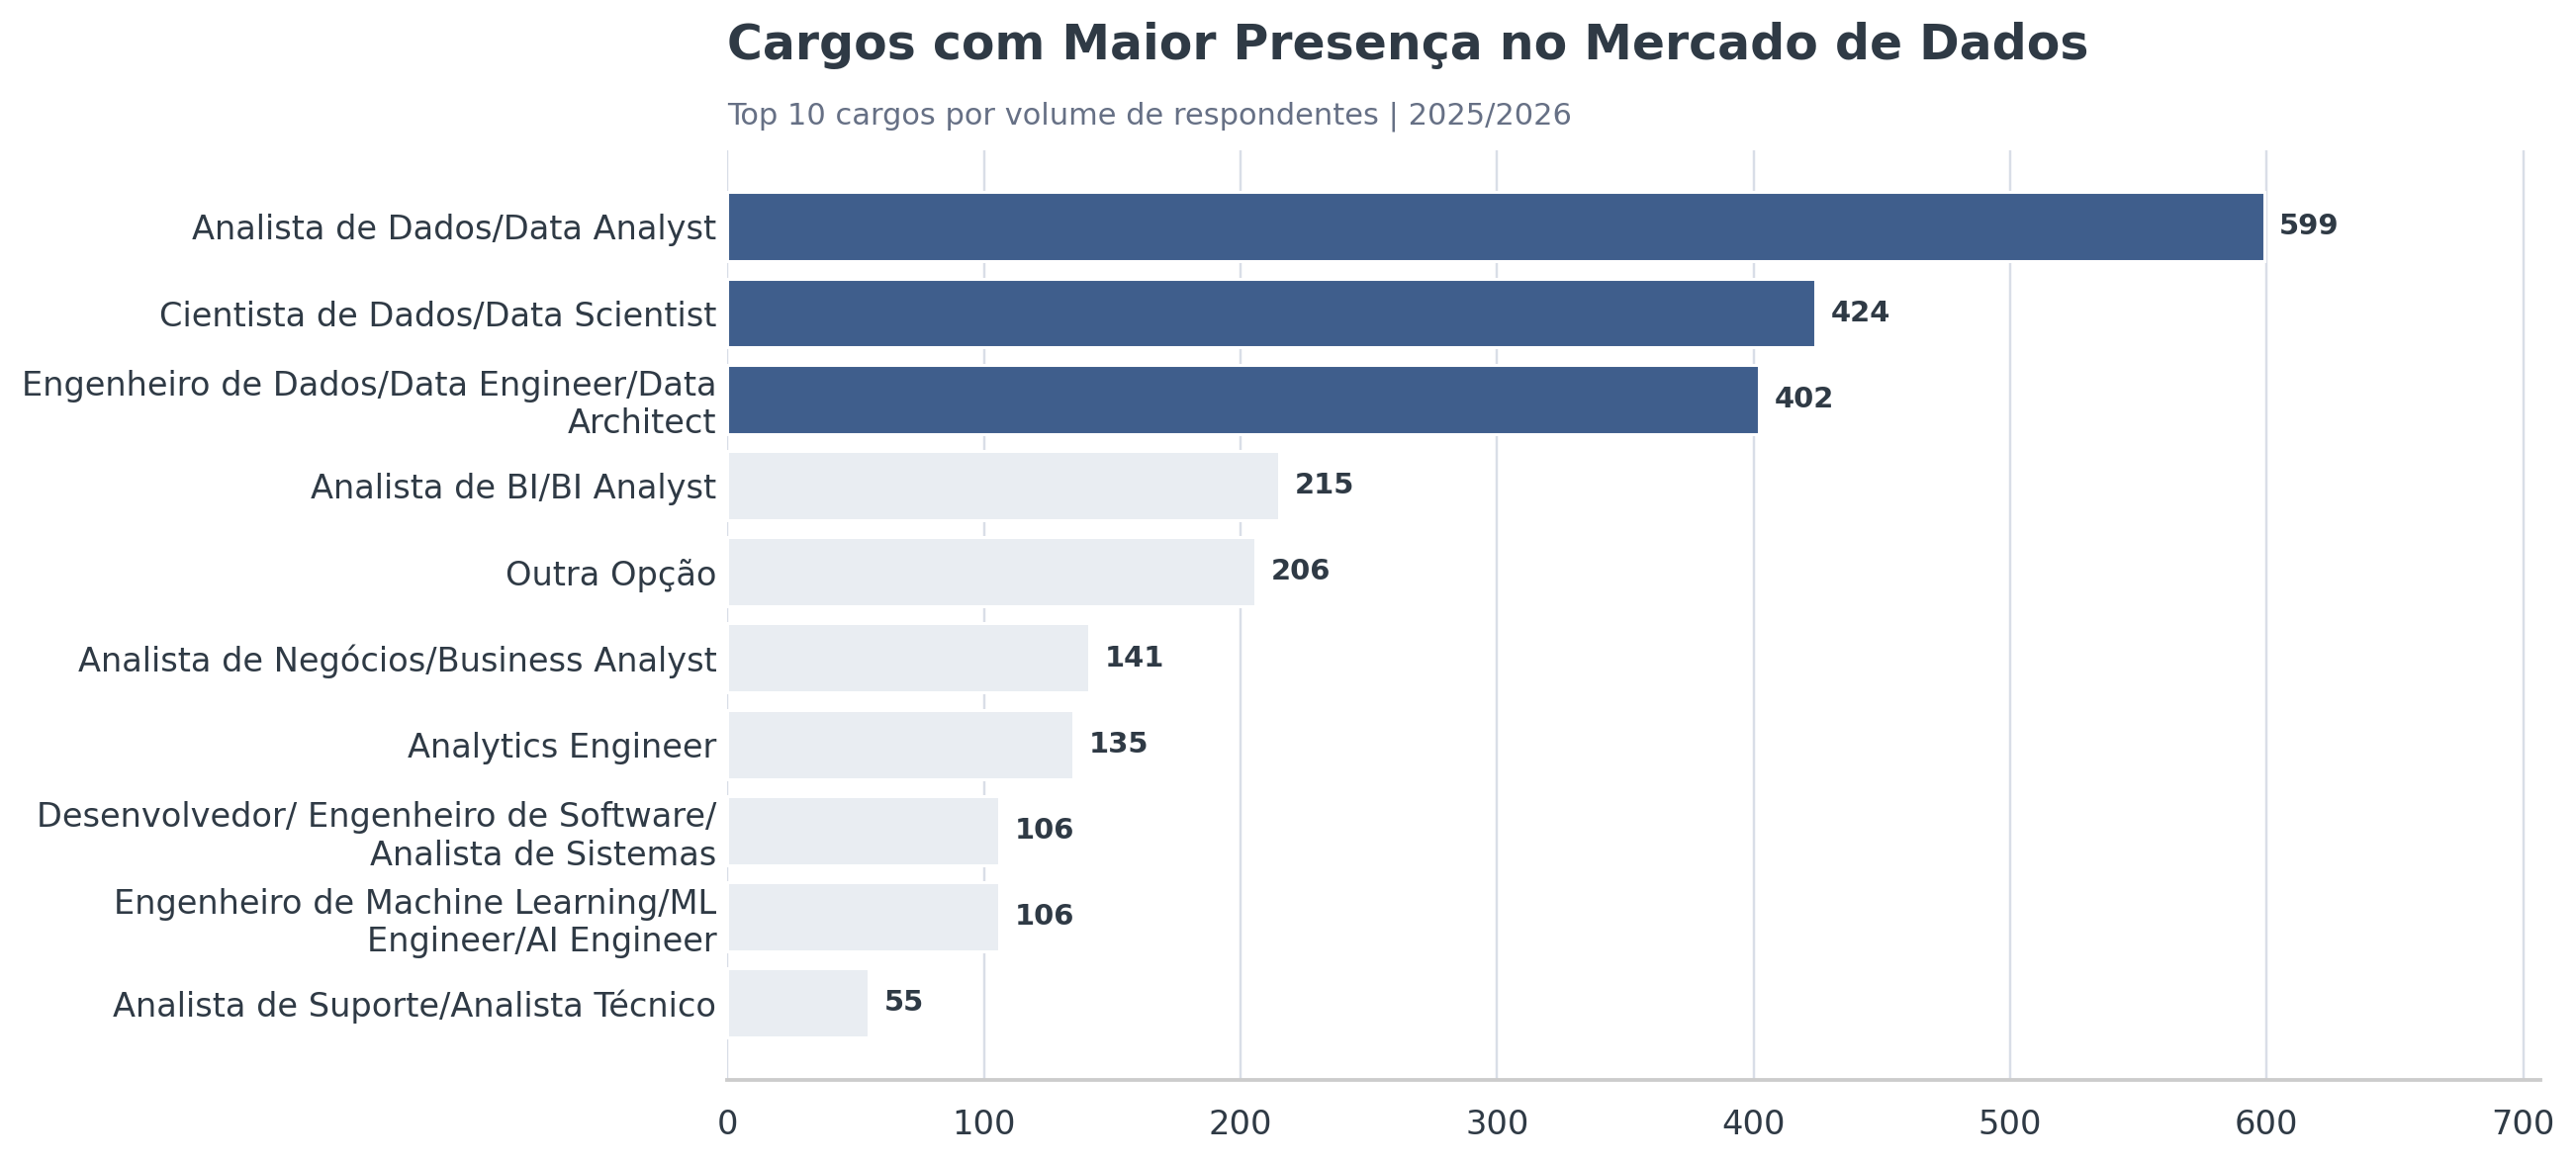 Cargos com Maior Presença no Mercado de Dados
Top 10 cargos por volume de respondentes | 2025/2026
Analista de Dados/Data Analyst
599
Cientista de Dados/Data Scientist
424
Engenheiro de Dados/Data Engineer/Data
Architect
402
Analista de BI/BI Analyst
215
Outra Opção
206
Analista de Negócios/Business Analyst
141
Analytics Engineer
135
Desenvolvedor/ Engenheiro de Software/
Analista de Sistemas
106
Engenheiro de Machine Learning/ML
Engineer/AI Engineer
106
Analista de Suporte/Analista Técnico
55
0 100 200 300 400 500 600 700